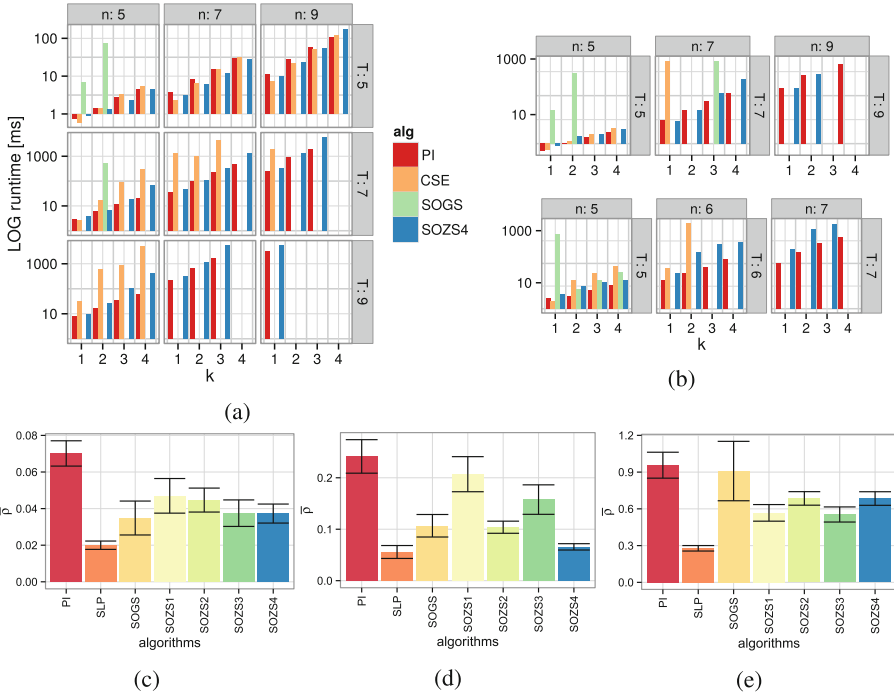 n: 5 n: 7 n: 9
100
10
1
T: 5
1000
10
T: 7
1000
10
T: 9
LOG runtime [ms]
1 2 3 4 1 2 3 4 1 2 3 4
k
(a)
alg
PI
CSE
SOGS
SOZS4
n: 5 n: 7 n: 9
1000
10
T: 5 T: 7 T: 9
1 2 3 4 1 2 3 4 1 2 3 4
n: 5 n: 6 n: 7
1000
10
T: 5 T: 6 T: 7
1 2 3 4 1 2 3 4 1 2 3 4
k
(b)
0.08
0.06
0.04
0.02
0.00
ρ̅
PI SLP SOGS SOZS1 SOZS2 SOZS3 SOZS4
algorithms
(c)
0.2
0.1
0.0
ρ̅
PI SLP SOGS SOZS1 SOZS2 SOZS3 SOZS4
algorithms
(d)
1.2
0.9
0.6
0.3
0.0
ρ̅
PI SLP SOGS SOZS1 SOZS2 SOZS3 SOZS4
algorithms
(e)